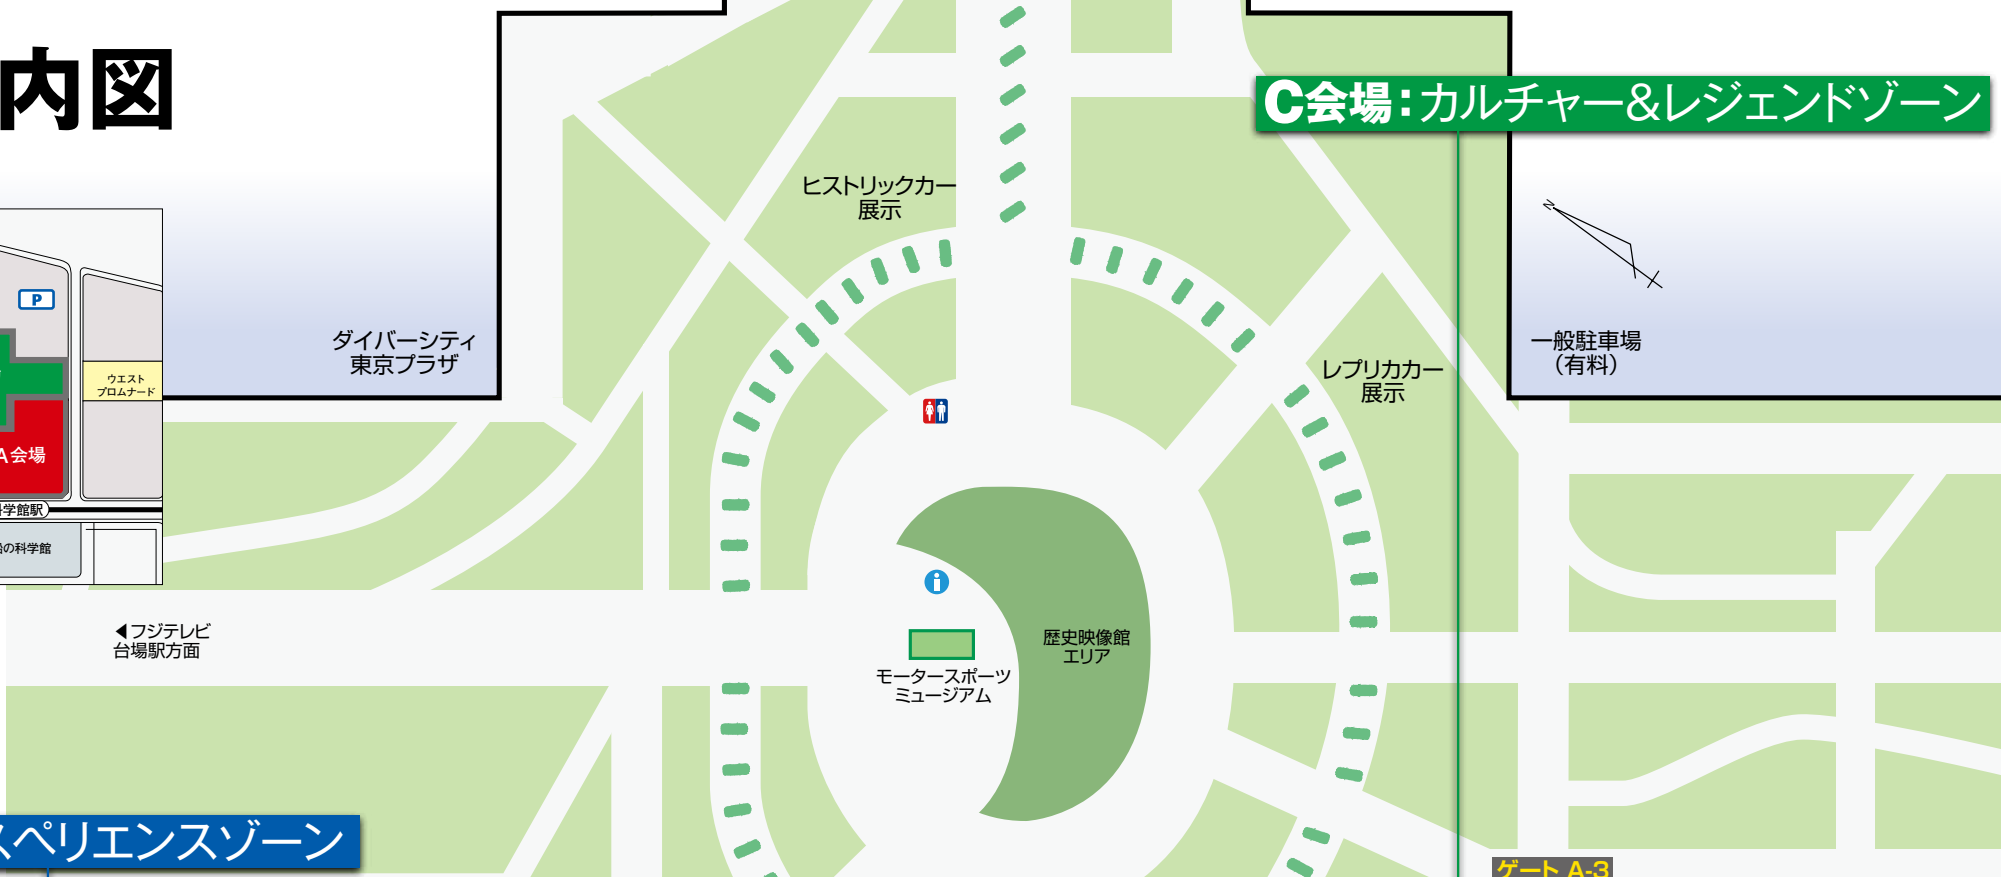 内図
C会場：カルチャー&レジェンドゾーン
ヒストリックカー
展示
N
P
ダイバーシティ
東京プラザ
一般駐車場
（有料）
レプリカカー
展示
ウエスト
プロムナード
A会場
学館駅
の科学館
i
◀フジテレビ
台場駅方面
歴史映像館
エリア
モータースポーツ
ミュージアム
スペリエンスゾーン
ゲート A-3